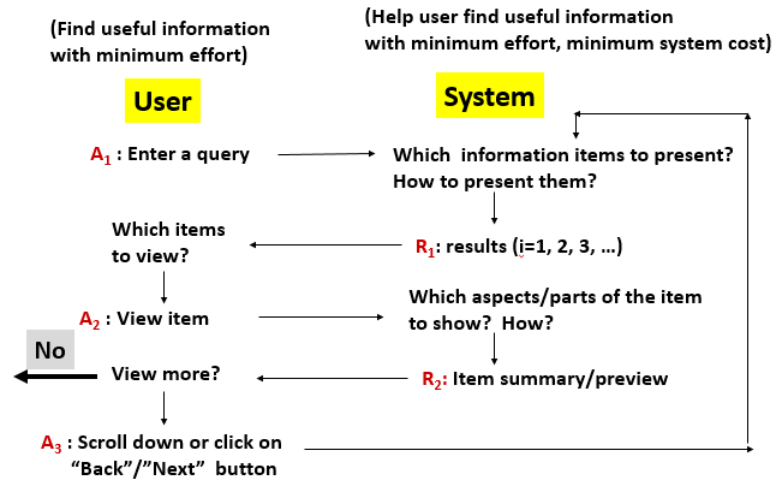 (Find useful information
with minimum effort)
(Help user find useful information
with minimum effort, minimum system cost)
User
System
A1 : Enter a query
Which information items to present?
How to present them?
Which items
to view?
R1: results (i=1, 2, 3, …)
A2 : View item
Which aspects/parts of the item
to show? How?
No
View more?
R2: Item summary/preview
A3 : Scroll down or click on
“Back”/”Next” button